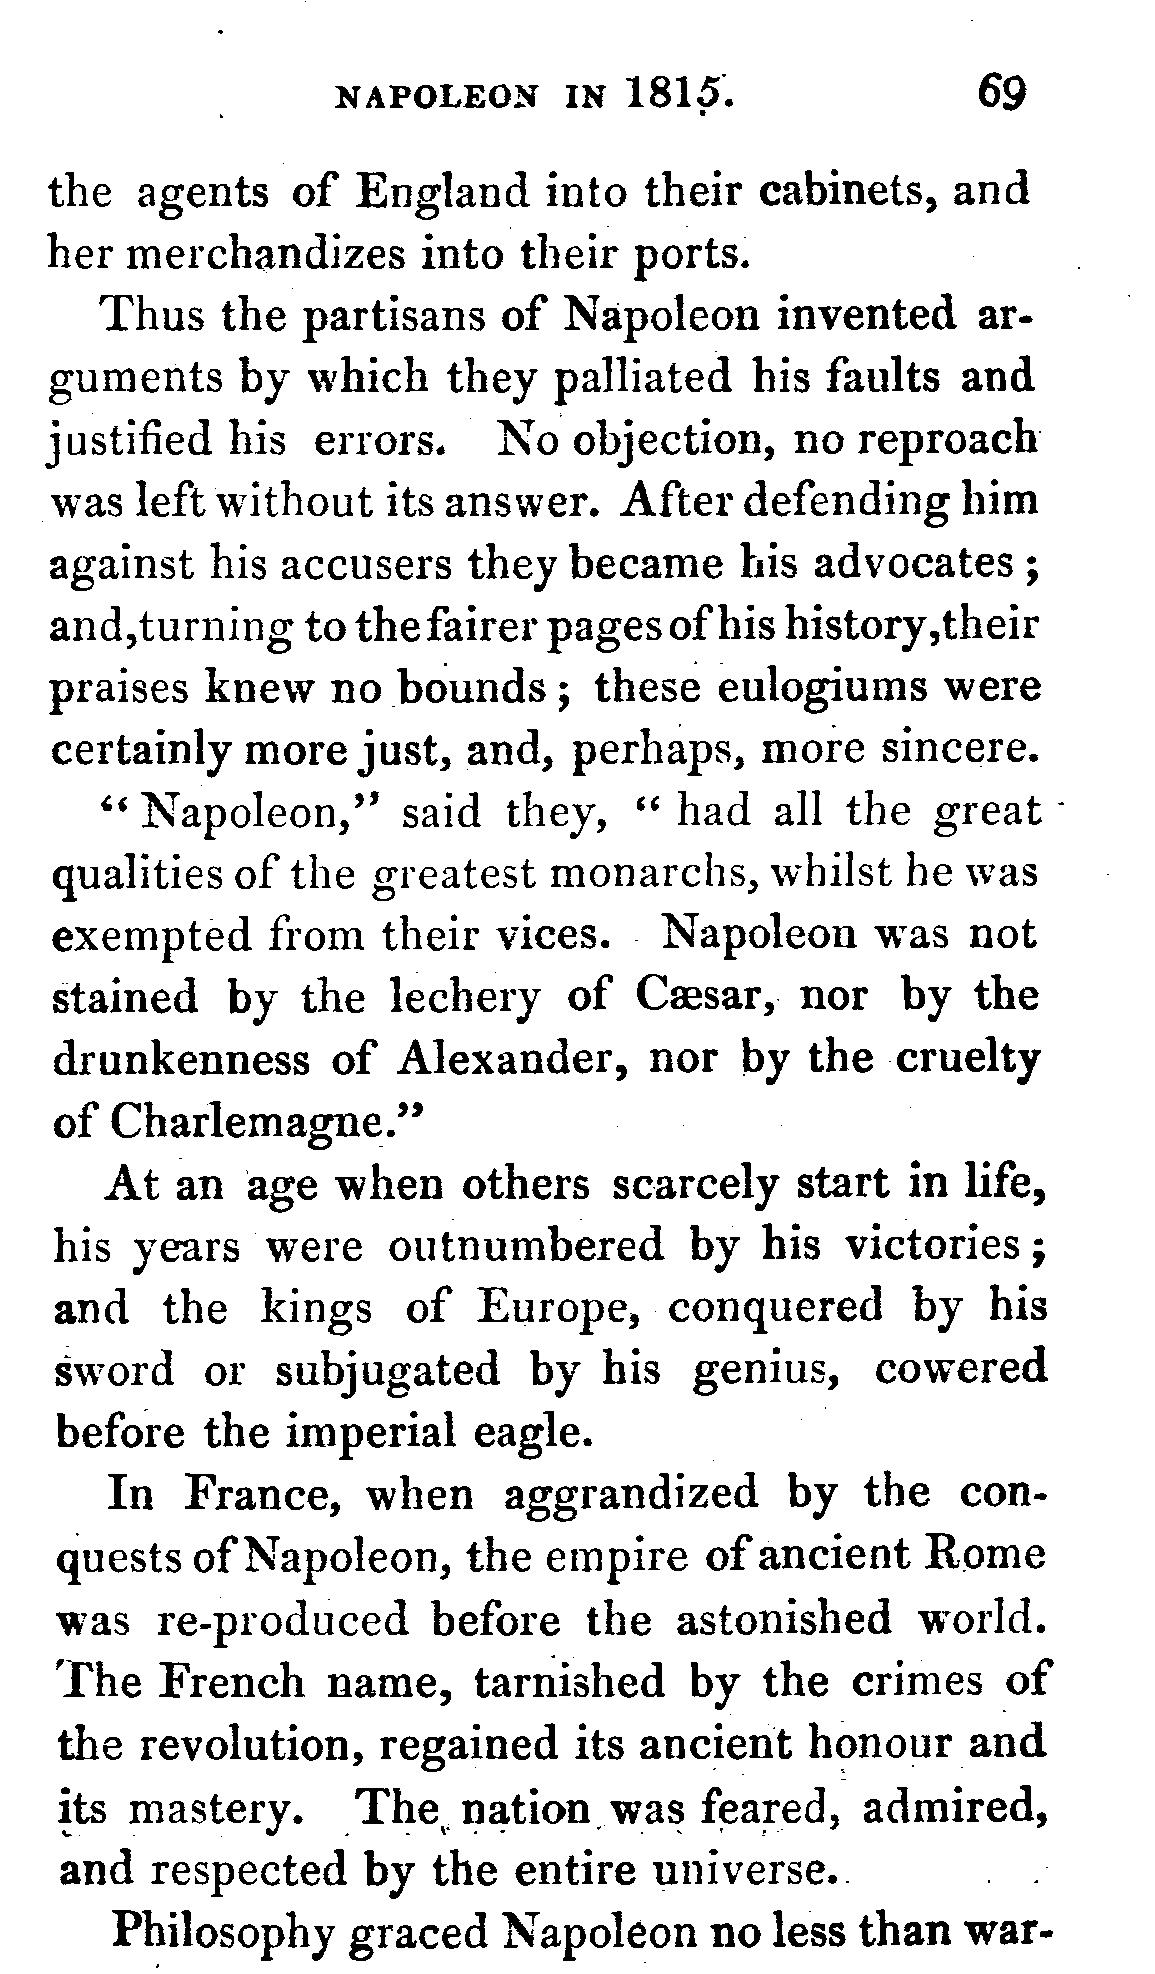 NAPOLEON IN 1815. 69
the agents of England into their cabinets, and
her merchandizes into their ports.
Thus the partisans of Napoleon invented ar-
guments by which they palliated his faults and
justified his errors. No objection, no reproach
was left without its answer. After defending him
against his accusers they became his advocates ;
and,turning to the fairer pages of his history,their
praises knew no bounds ; these eulogiums were
certainly more just, and, perhaps, more sincere.
“ Napoleon,” said they, “ had all the great
qualities of the greatest monarchs, whilst he was
exempted from their vices. Napoleon was not
stained by the lechery of Cæsar, nor by the
drunkenness of Alexander, nor by the cruelty
of Charlemagne.”
At an age when others scarcely start in life,
his years were outnumbered by his victories ;
and the kings of Europe, conquered by his
sword or subjugated by his genius, cowered
before the imperial eagle.
In France, when aggrandized by the con-
quests of Napoleon, the empire of ancient Rome
was re-produced before the astonished world.
The French name, tarnished by the crimes of
the revolution, regained its ancient honour and
its mastery. The nation was feared, admired,
and respected by the entire universe.
Philosophy graced Napoleon no less than war-